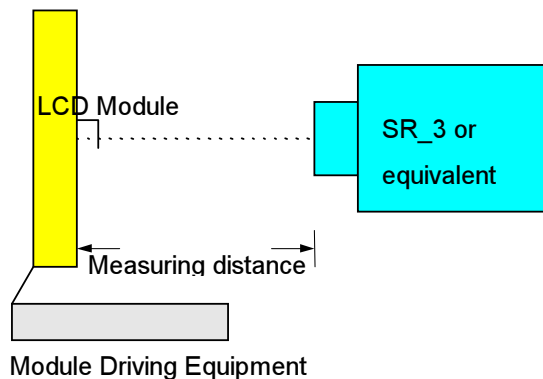 LCD Module
SR_3 or
equivalent
Measuring distance
Module Driving Equipment